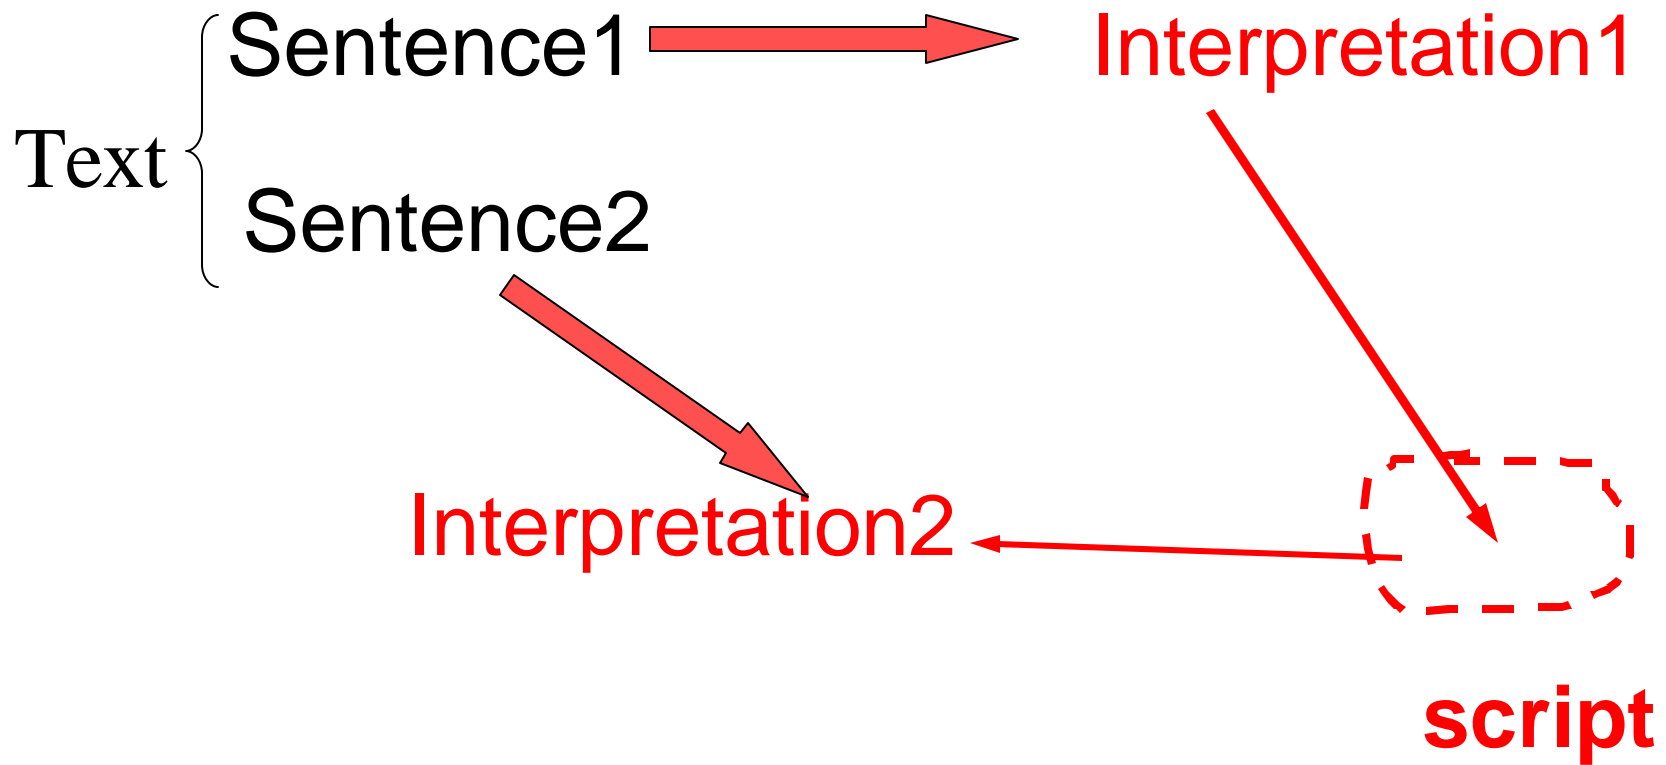 Sentence1
Interpretation1
Text
Sentence2
Interpretation2
script